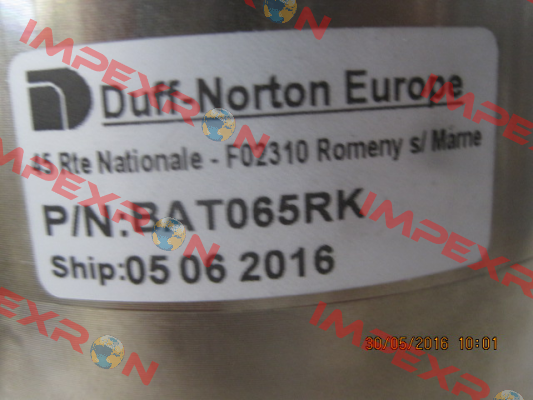 Duff-Norton Europe
45 Rte Nationale - F02310 Romeny s/ Marne
P/N:BAT065RK
Ship:05 06 2016
30/05/2016 10:01
IMPEXRON
IMPEXRON
IMPEXRON
IMPEXRON
IMPEXRON